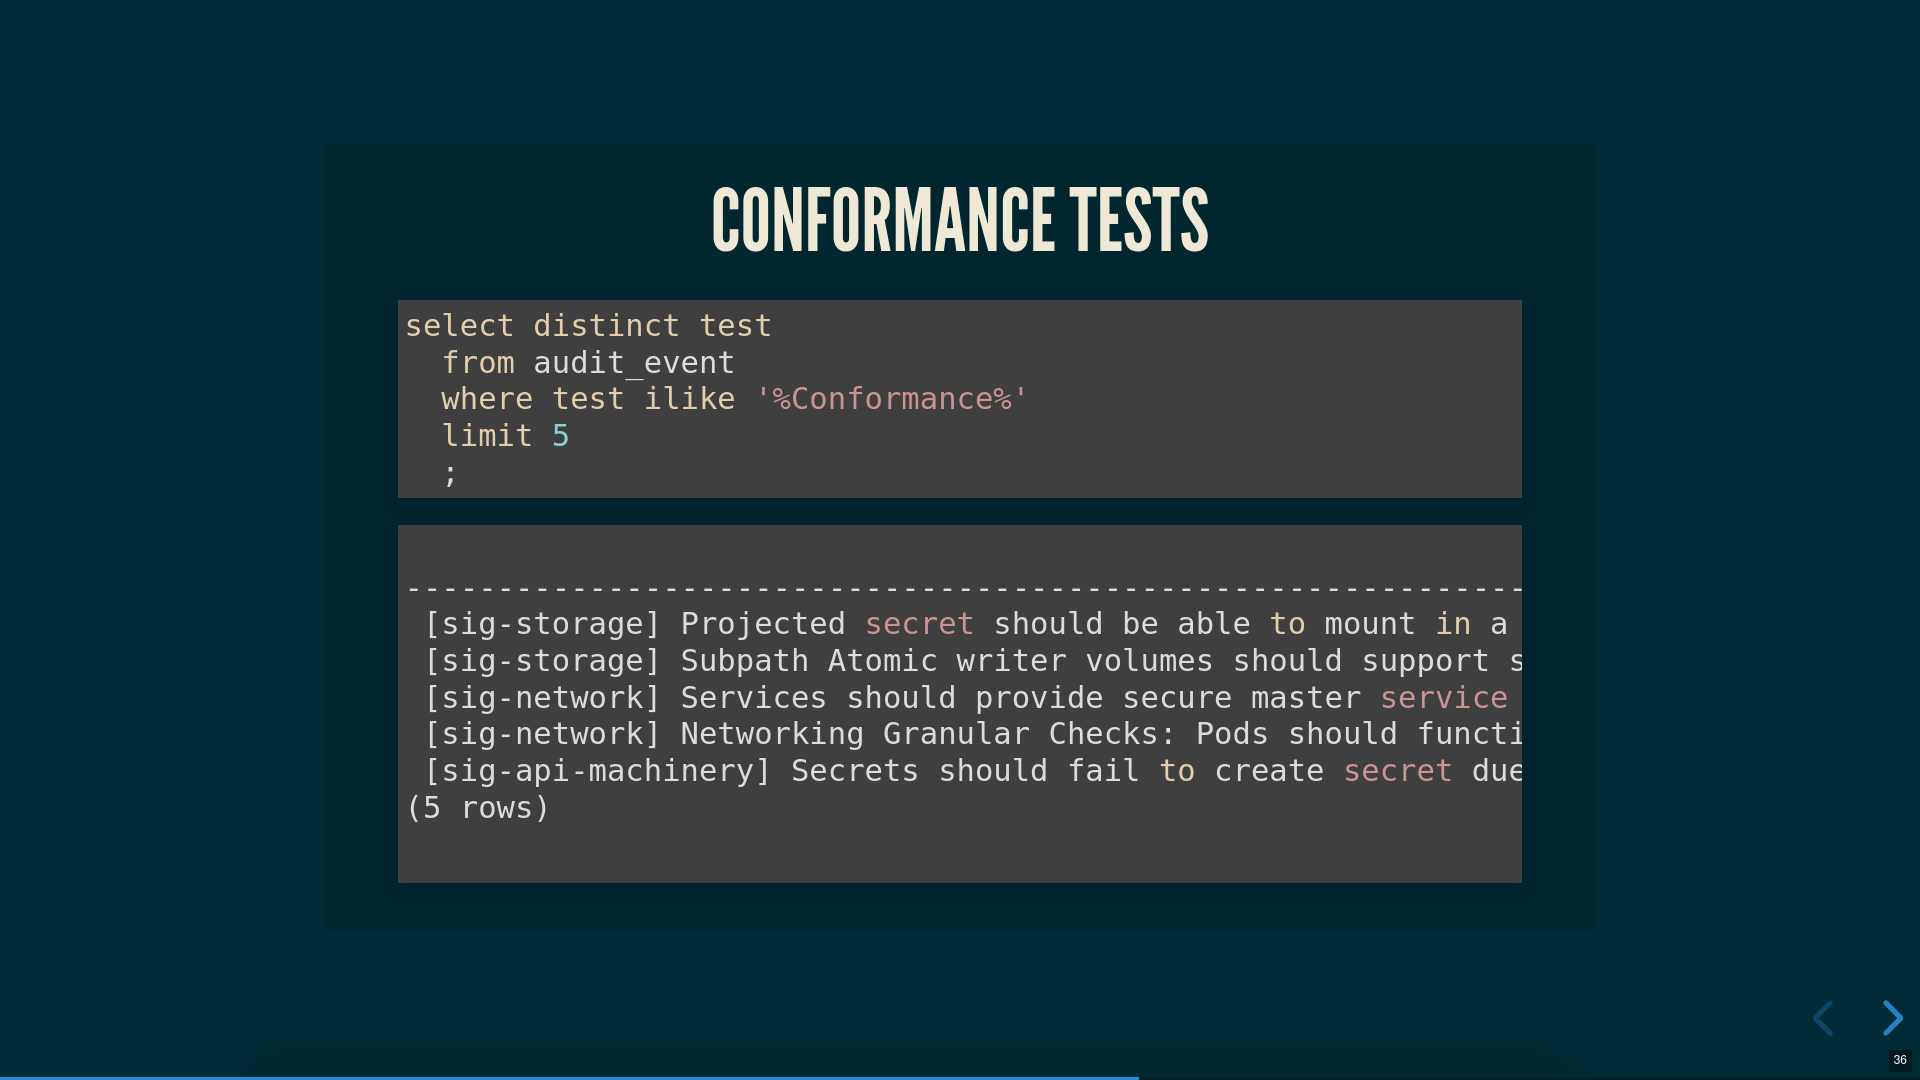 CONFORMANCE TESTS
select distinct test
  from audit_event
  where test ilike '%Conformance%'
  limit 5
  ;
-------------------------------------------------------------
 [sig-storage] Projected secret should be able to mount in a
 [sig-storage] Subpath Atomic writer volumes should support s
 [sig-network] Services should provide secure master service
 [sig-network] Networking Granular Checks: Pods should functi
 [sig-api-machinery] Secrets should fail to create secret due
(5 rows)
36